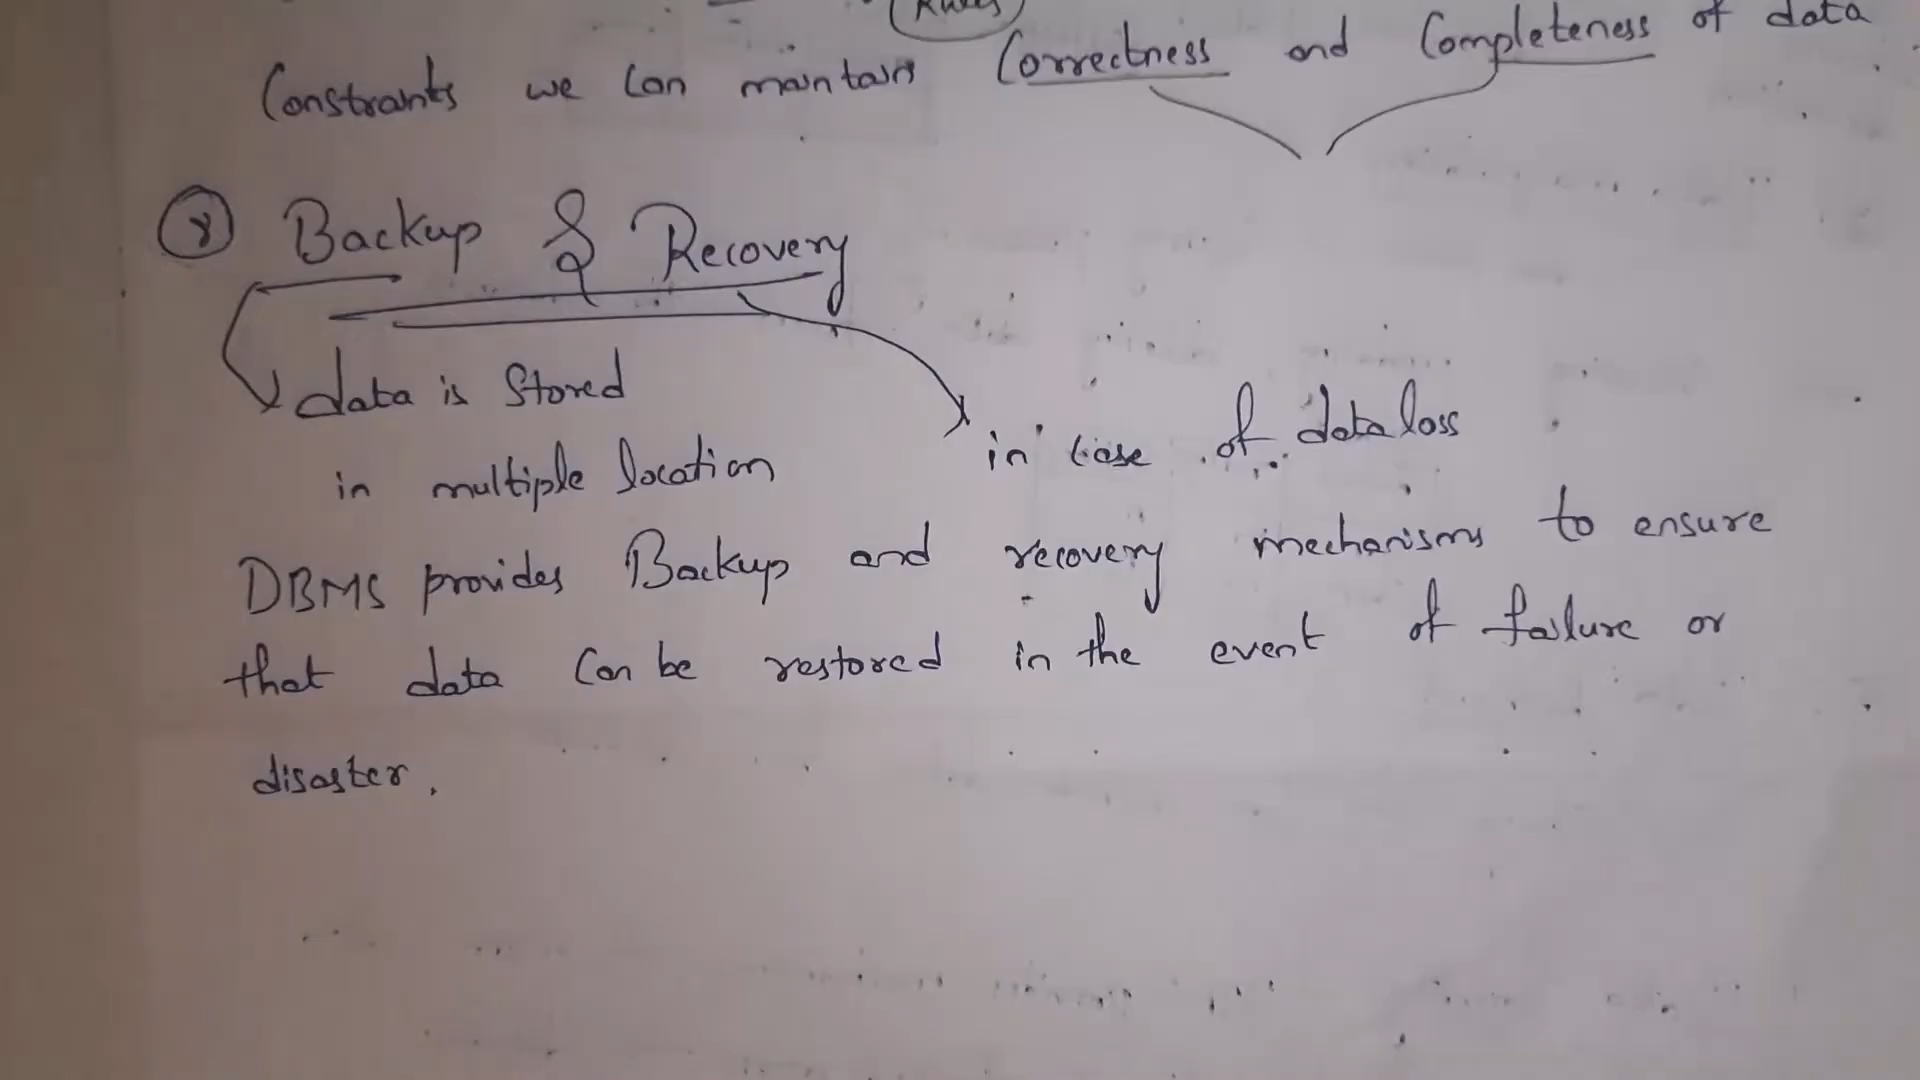 (Rules)
Constraints we can maintain Correctness and Completeness of data
⑧ Backup & Recovery
data is Stored
in multiple location
in case of data loss
DBMS provides Backup and recovery mechanisms to ensure
that data can be restored in the event of failure or
disaster.